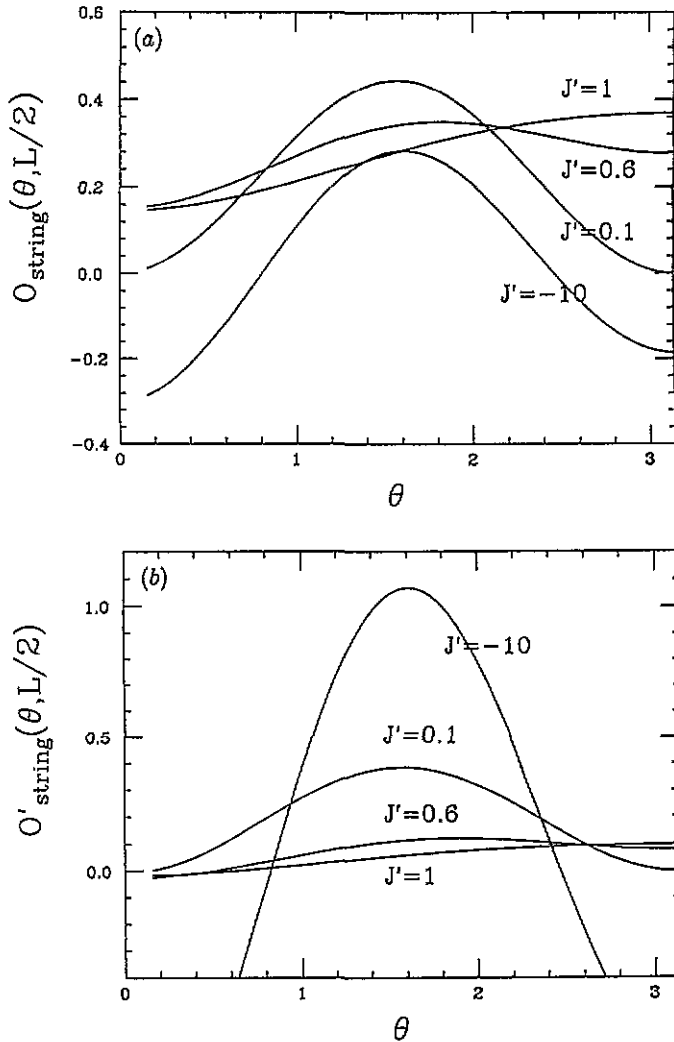 (a)
0.6
0.4
0.2
0.0
−0.2
−0.4
O_string(θ,L/2)
J'=1
J'=0.6
J'=0.1
J'=−10
0 1 2 3
θ
(b)
1.0
0.5
0.0
O'_string(θ,L/2)
J'=−10
J'=0.1
J'=0.6
J'=1
0 1 2 3
θ